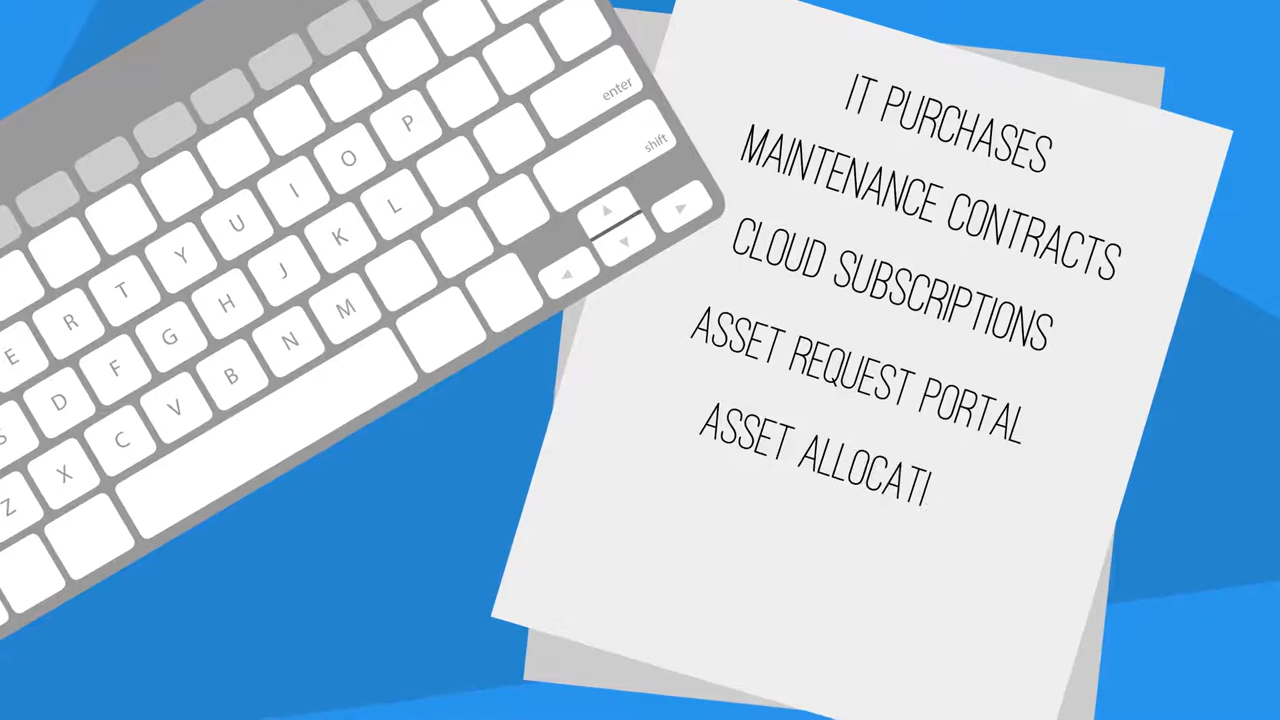 IT PURCHASES
MAINTENANCE CONTRACTS
CLOUD SUBSCRIPTIONS
ASSET REQUEST PORTAL
ASSET ALLOCATI
enter
shift
P
O
I
U
Y
T
R
E
L
K
J
H
G
F
D
S
M
N
B
V
C
X
Z